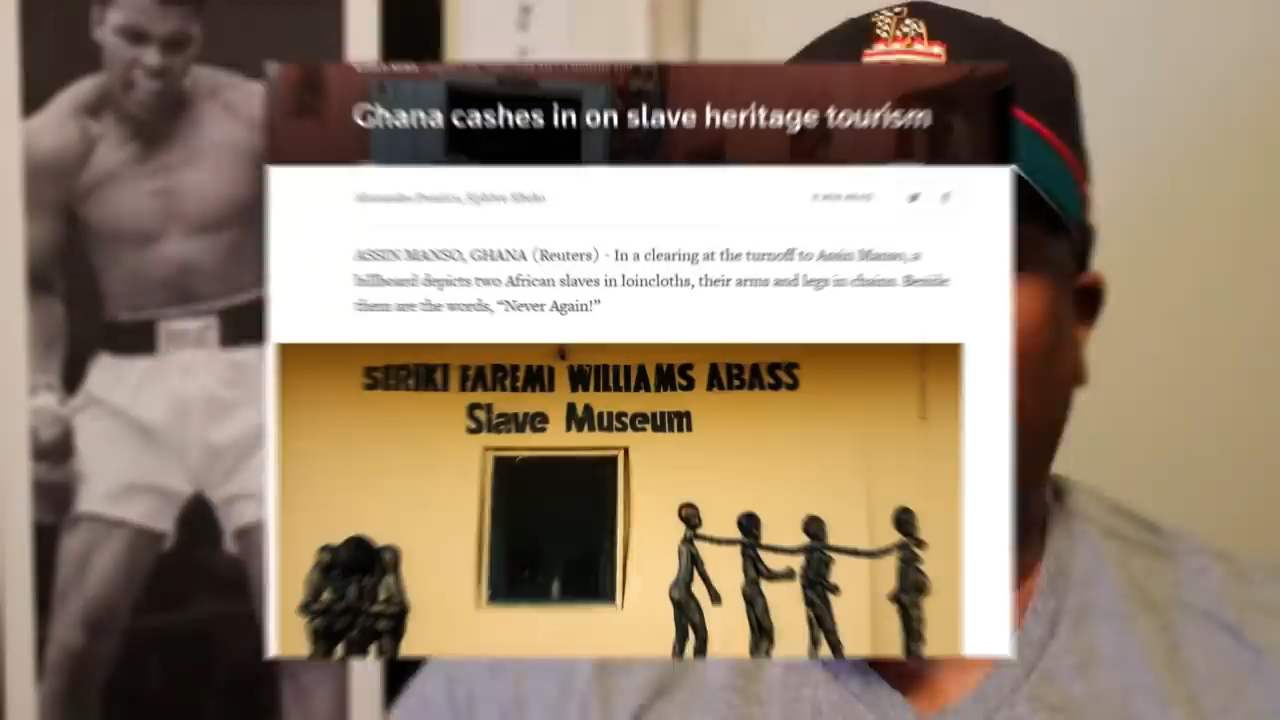 Ghana cashes in on slave heritage tourism
ASSIN MANSO, GHANA (Reuters) - In a clearing at the turnoff to Assin Manso, a
billboard depicts two African slaves in loincloths, their arms and legs in chains. Beside
them are the words, “Never Again!”
SERIKI FAREMI WILLIAMS ABASS
Slave Museum